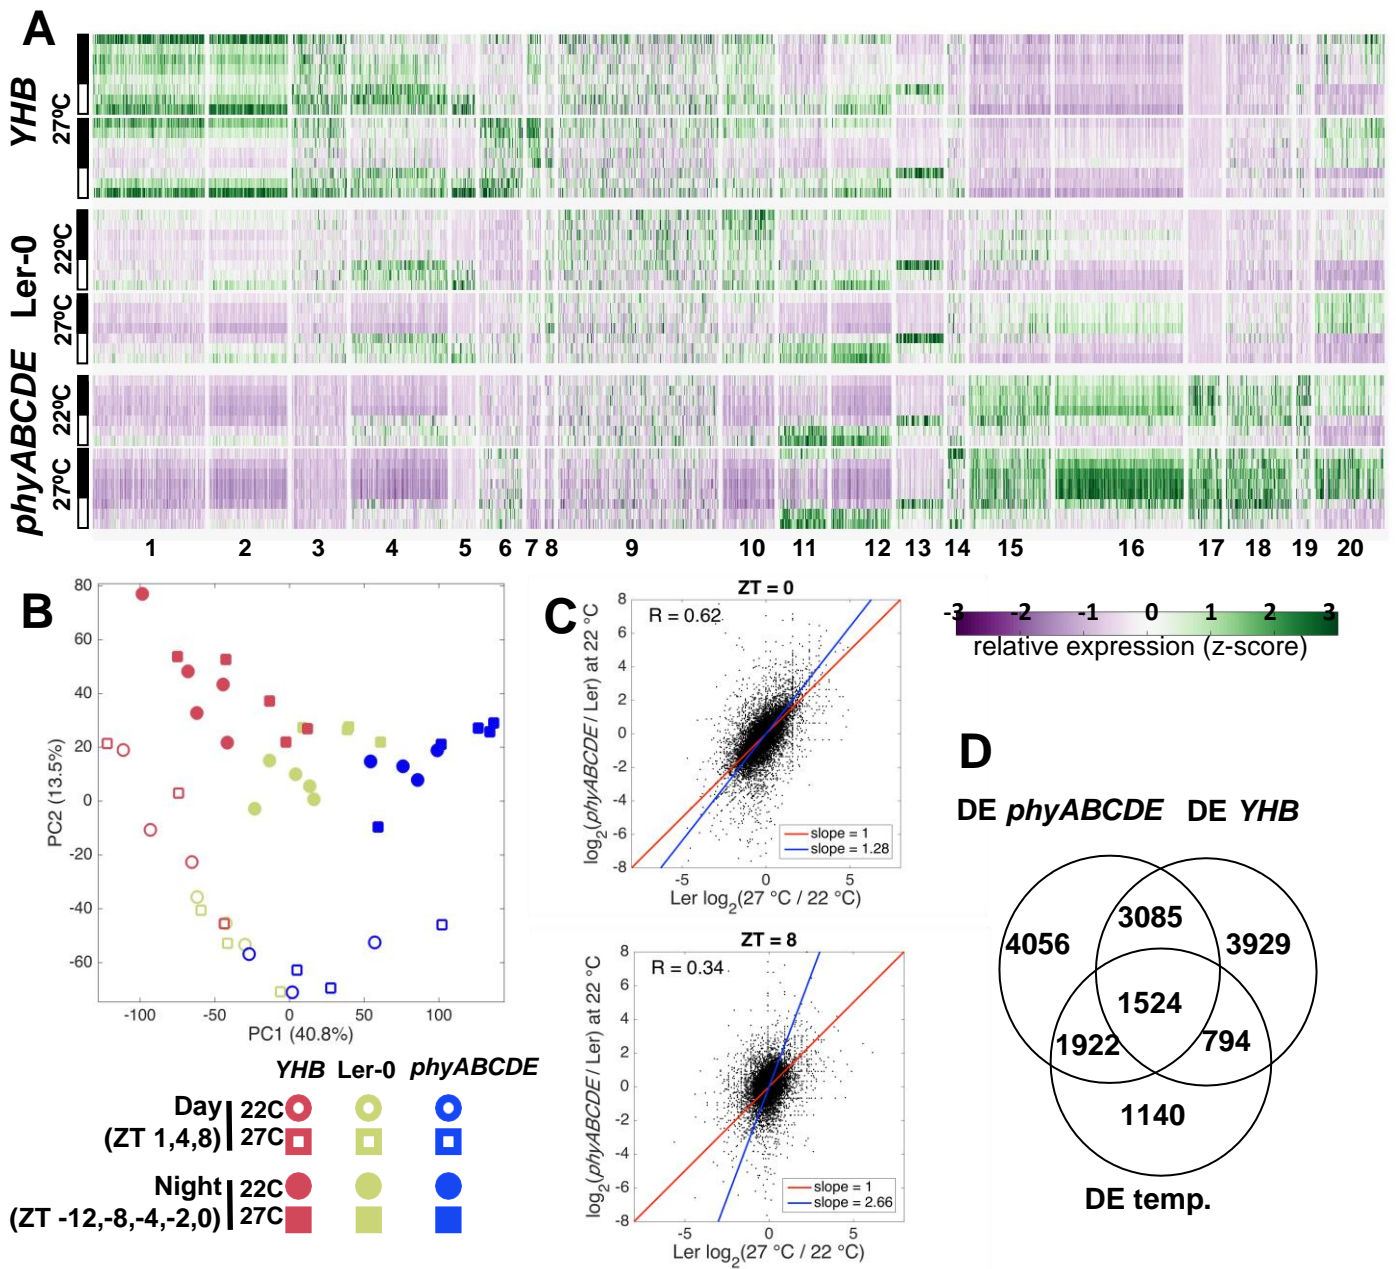 A
YHB
27ºC
Ler-0
22ºC
27ºC
phyABCDE
22ºC
27ºC
1 2 3 4 5 6 7 8 9 10 11 12 13 14 15 16 17 18 19 20
B
80
60
40
20
0
-20
-40
-60
PC2 (13.5%)
-100 -50 0 50 100
PC1 (40.8%)
YHB Ler-0 phyABCDE
Day 22C
(ZT 1,4,8) 27C
Night 22C
(ZT -12,-8,-4,-2,0) 27C
C
ZT = 0
R = 0.62
8
6
4
2
0
-2
-4
-6
-8
log2(phyABCDE / Ler) at 22 °C
slope = 1
slope = 1.28
-5 0 5
Ler log2(27 °C / 22 °C)
ZT = 8
R = 0.34
8
6
4
2
0
-2
-4
-6
-8
log2(phyABCDE / Ler) at 22 °C
slope = 1
slope = 2.66
-5 0 5
Ler log2(27 °C / 22 °C)
-3 -2 -1 0 1 2 3
relative expression (z-score)
D
DE phyABCDE DE YHB
3085
4056 3929
1524
1922 794
1140
DE temp.